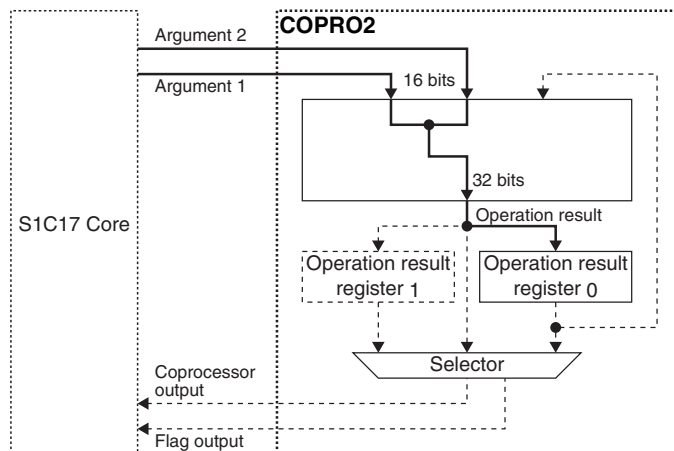 COPRO2
Argument 2
Argument 1
16 bits
32 bits
S1C17 Core
Operation result
Operation result
register 1
Operation result
register 0
Selector
Coprocessor
output
Flag output